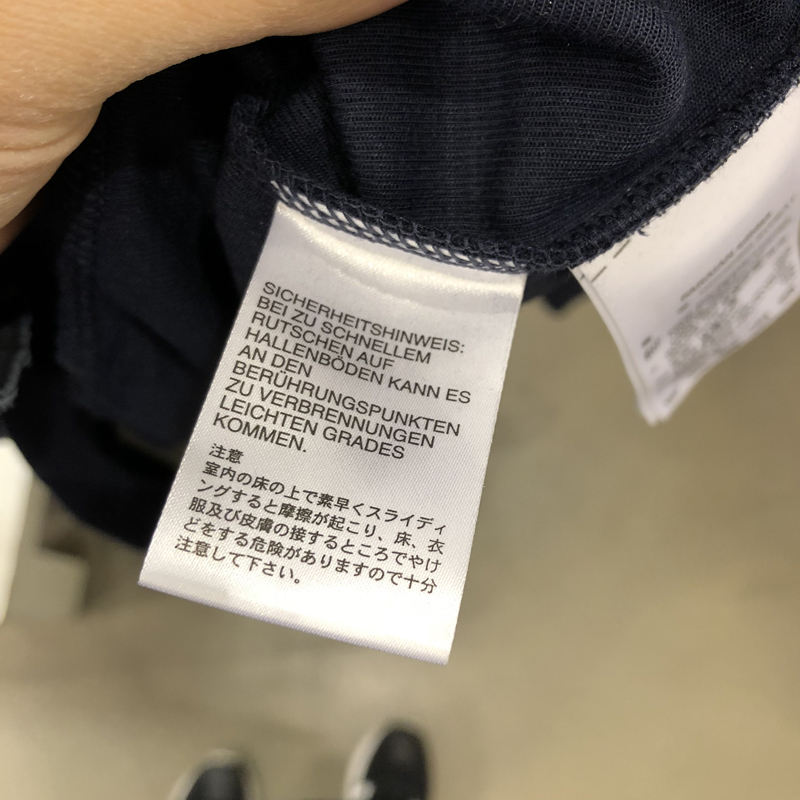 SICHERHEITSHINWEIS:
BEI ZU SCHNELLEM
RUTSCHEN AUF
HALLENBÖDEN KANN ES
AN DEN
BERÜHRUNGSPUNKTEN
ZU VERBRENNUNGEN
LEICHTEN GRADES
KOMMEN.
注意
室内の床の上で素早くスライディ
ングすると摩擦が起こり、床、衣
服及び皮膚の接するところでやけ
どをする危険がありますので十分
注意して下さい。